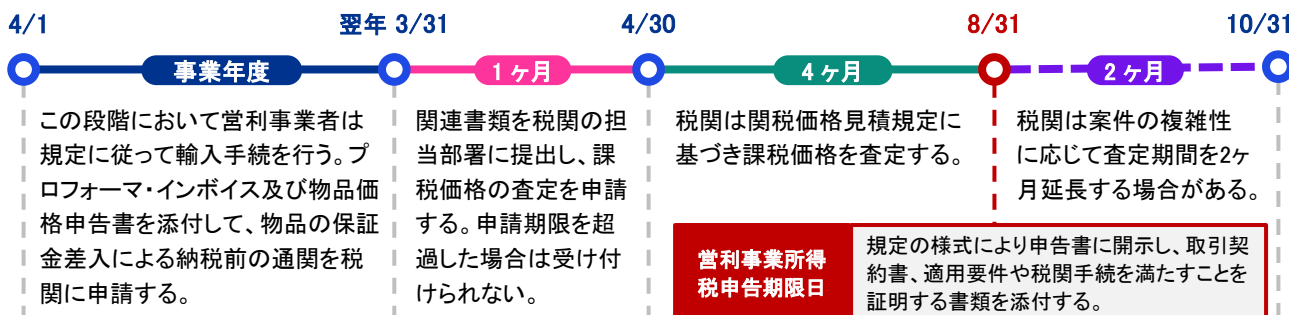 4/1
翌年 3/31
4/30
8/31
10/31
事業年度
1 ヶ月
4 ヶ月
2 ヶ月
この段階において営利事業者は
規定に従って輸入手続を行う。プ
ロフォーマ・インボイス及び物品価
格申告書を添付して、物品の保証
金差入による納税前の通関を税
関に申請する。
関連書類を税関の担
当部署に提出し、課
税価格の査定を申請
する。申請期限を超
過した場合は受け付
けられない。
税関は関税価格見積規定に
基づき課税価格を査定する。
税関は案件の複雑性
に応じて査定期間を2ヶ
月延長する場合がある。
営利事業所得
税申告期限日
規定の様式により申告書に開示し、取引契
約書、適用要件や税関手続を満たすことを
証明する書類を添付する。